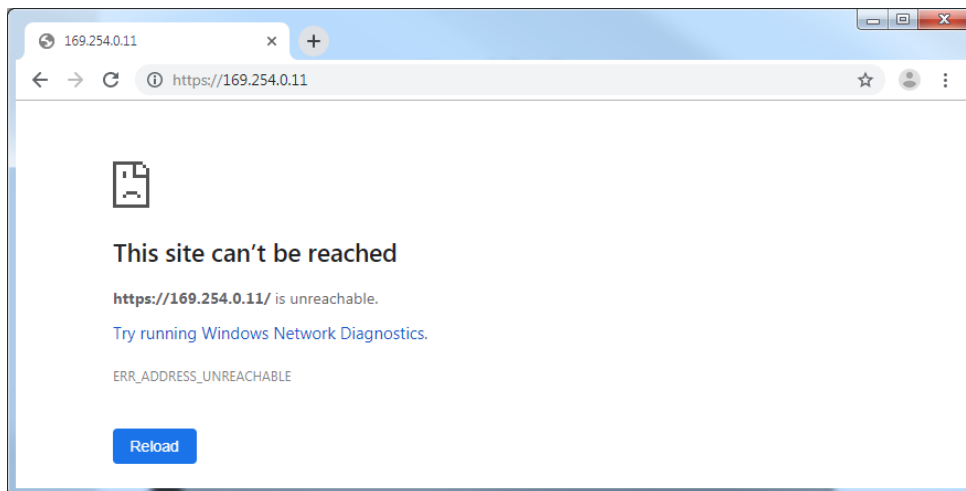 169.254.0.11
https://169.254.0.11
This site can't be reached
https://169.254.0.11/ is unreachable.
Try running Windows Network Diagnostics.
ERR_ADDRESS_UNREACHABLE
Reload